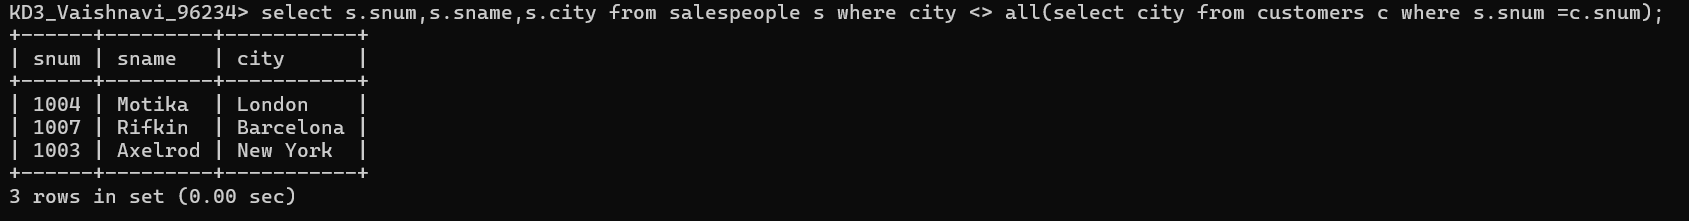 KD3_Vaishnavi_96234> select s.snum,s.sname,s.city from salespeople s where city <> all(select city from customers c where s.snum =c.snum);
+------+---------+-----------+
| snum | sname   | city      |
+------+---------+-----------+
| 1004 | Motika  | London    |
| 1007 | Rifkin  | Barcelona |
| 1003 | Axelrod | New York  |
+------+---------+-----------+
3 rows in set (0.00 sec)